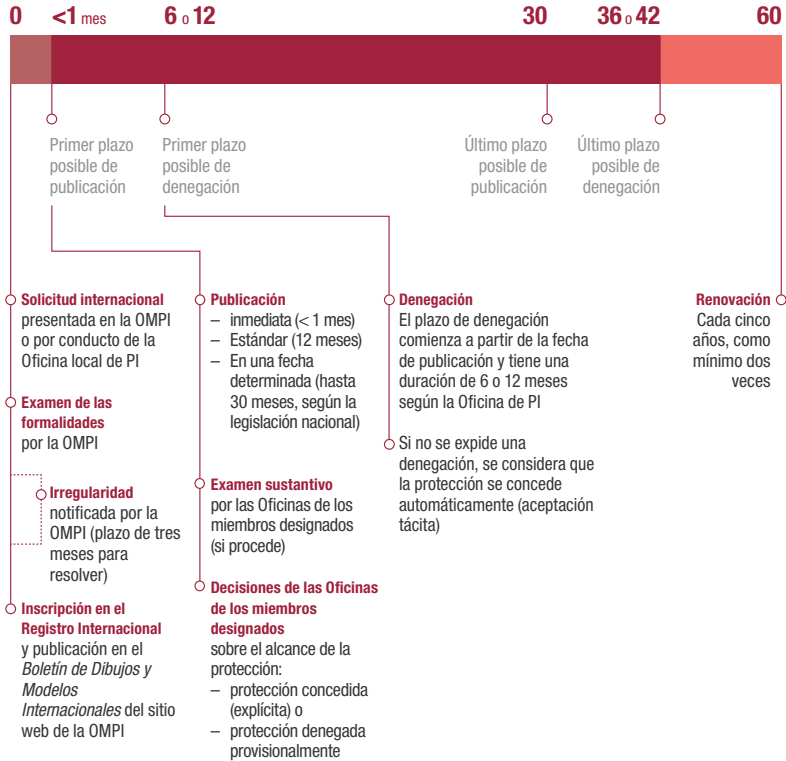 0 <1 mes 6 o 12 30 36 o 42 60
Primer plazo
posible de
publicación
Primer plazo
posible de
denegación
Último plazo
posible de
publicación
Último plazo
posible de
denegación
Solicitud internacional
presentada en la OMPI
o por conducto de la
Oficina local de PI
Examen de las
formalidades
por la OMPI
Irregularidad
notificada por la
OMPI (plazo de tres
meses para
resolver)
Inscripción en el
Registro Internacional
y publicación en el
Boletín de Dibujos y
Modelos
Internacionales del sitio
web de la OMPI
Publicación
– inmediata (< 1 mes)
– Estándar (12 meses)
– En una fecha
determinada (hasta
30 meses, según la
legislación nacional)
Examen sustantivo
por las Oficinas de los
miembros designados
(si procede)
Decisiones de las Oficinas
de los miembros
designados
sobre el alcance de la
protección:
– protección concedida
(explícita) o
– protección denegada
provisionalmente
Denegación
El plazo de denegación
comienza a partir de la fecha
de publicación y tiene una
duración de 6 o 12 meses
según la Oficina de PI
Si no se expide una
denegación, se considera que
la protección se concede
automáticamente (aceptación
tácita)
Renovación
Cada cinco
años, como
mínimo dos
veces